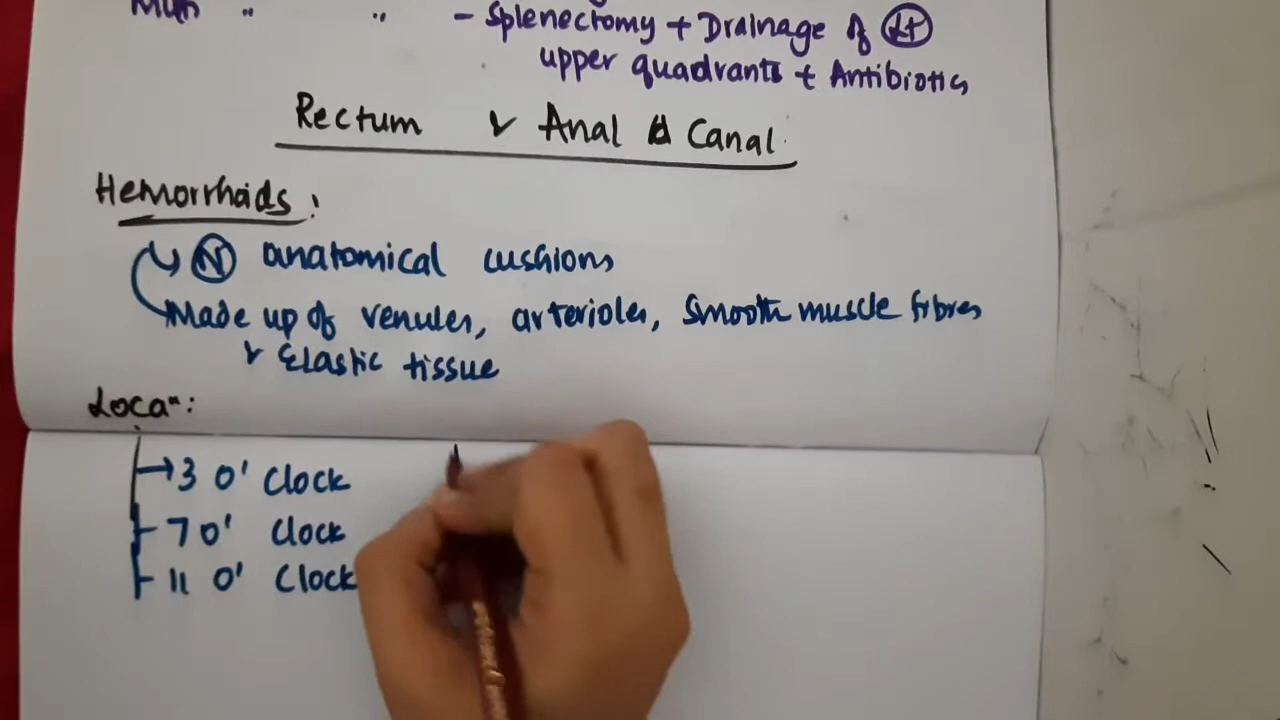 " " - Splenectomy + Drainage of Lt
upper quadrant + Antibiotics
Rectum & Anal Canal
Hemorrhoids:
→ N anatomical cushions
Made up of venules, arterioles, Smooth muscle fibres
& Elastic tissue
Locaⁿ:
→ 3 O' Clock
7 O' Clock
11 O' Clock